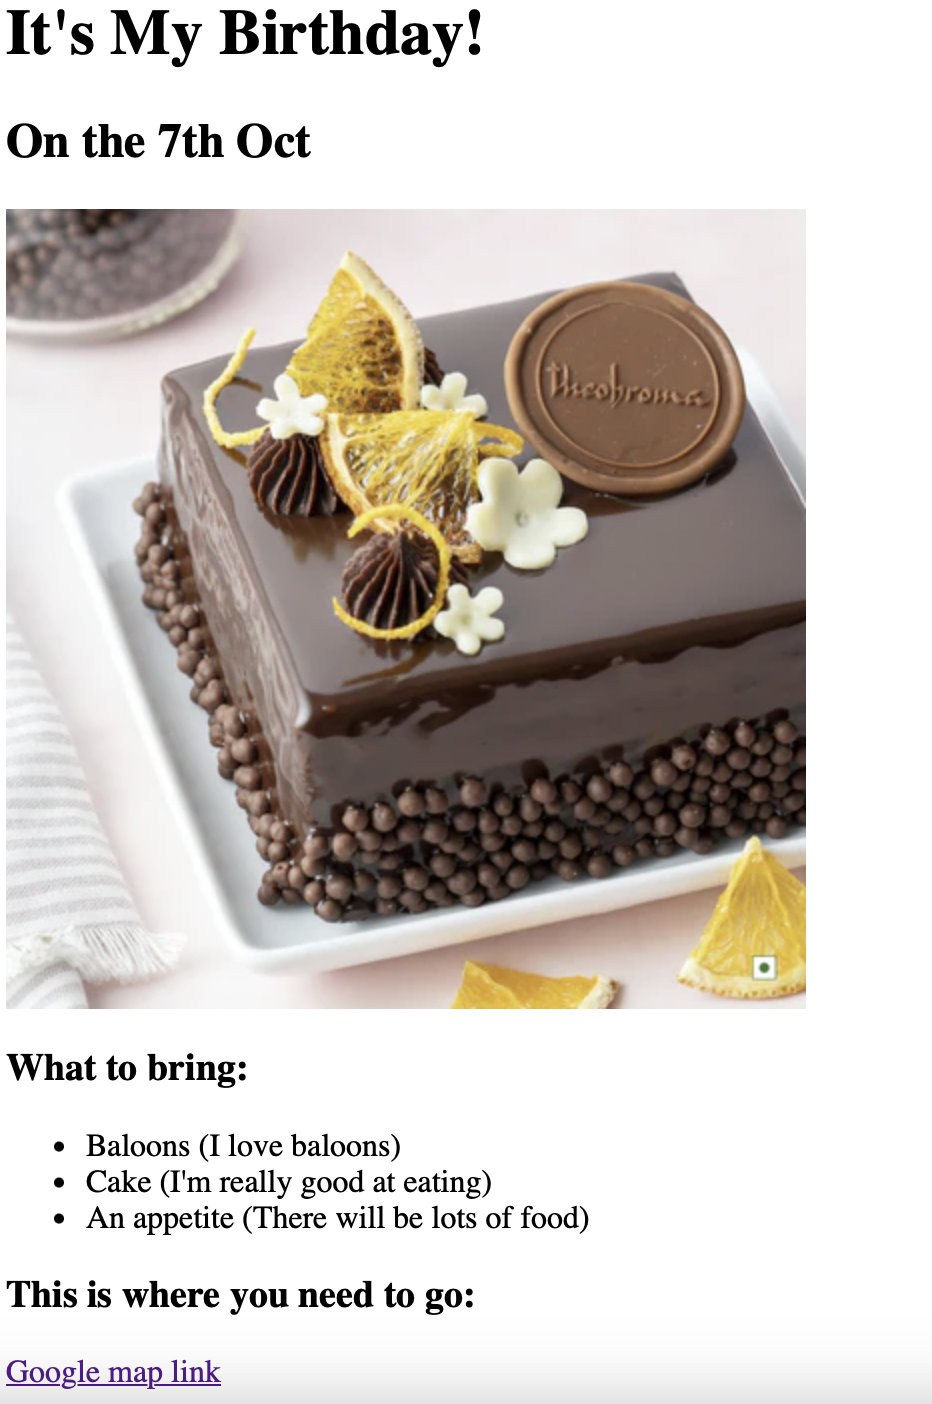 It's My Birthday!
On the 7th Oct
Theobroma
What to bring:
Baloons (I love baloons)
Cake (I'm really good at eating)
An appetite (There will be lots of food)
This is where you need to go:
Google map link